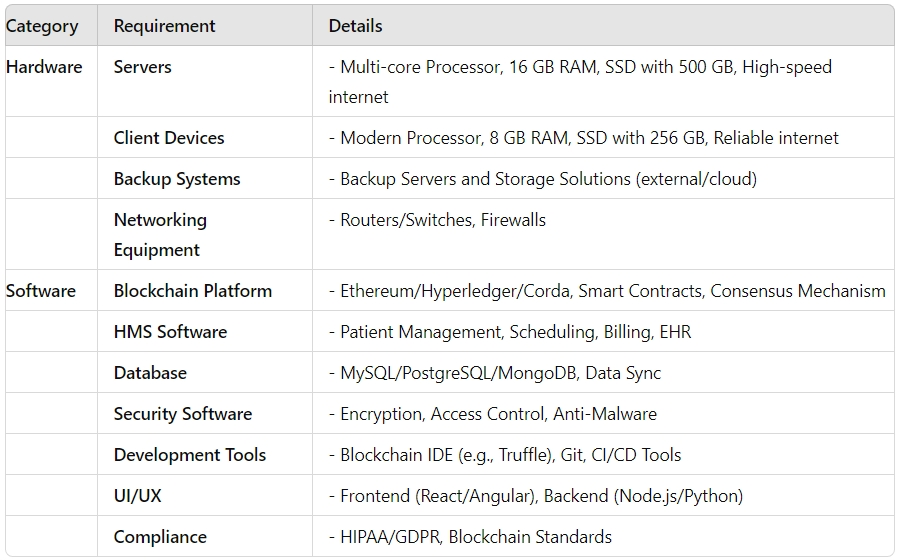 Category Requirement Details
Hardware Servers - Multi-core Processor, 16 GB RAM, SSD with 500 GB, High-speed
internet
Client Devices - Modern Processor, 8 GB RAM, SSD with 256 GB, Reliable internet
Backup Systems - Backup Servers and Storage Solutions (external/cloud)
Networking - Routers/Switches, Firewalls
Equipment
Software Blockchain Platform - Ethereum/Hyperledger/Corda, Smart Contracts, Consensus Mechanism
HMS Software - Patient Management, Scheduling, Billing, EHR
Database - MySQL/PostgreSQL/MongoDB, Data Sync
Security Software - Encryption, Access Control, Anti-Malware
Development Tools - Blockchain IDE (e.g., Truffle), Git, CI/CD Tools
UI/UX - Frontend (React/Angular), Backend (Node.js/Python)
Compliance - HIPAA/GDPR, Blockchain Standards